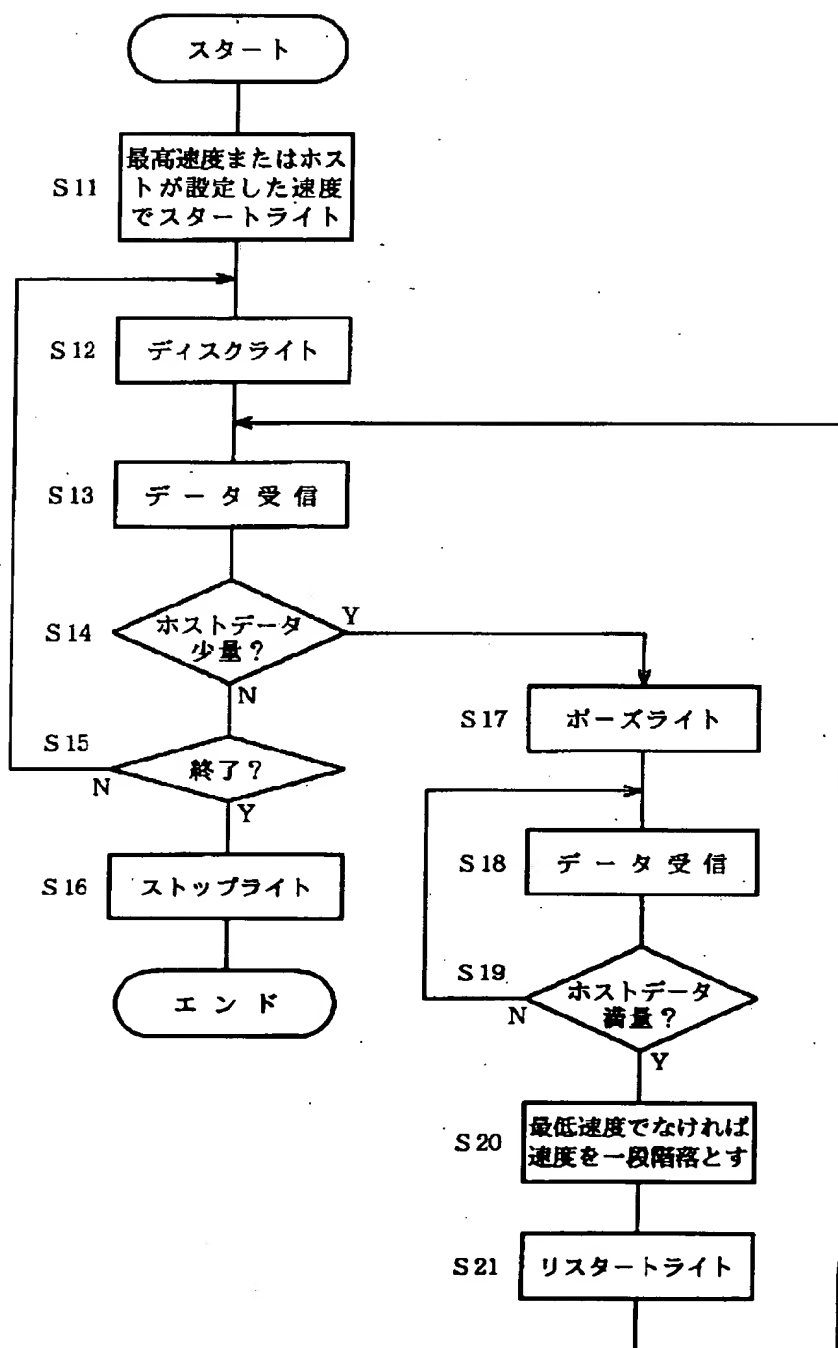 スタート
S11
最高速度またはホス
トが設定した速度
でスタートライト
S12
ディスクライト
S13
データ受信
S14
ホストデータ
少量?
Y
N
S15
終了?
N
Y
S16
ストップライト
エンド
S17
ポーズライト
S18
データ受信
S19
ホストデータ
満量?
N
Y
S20
最低速度でなければ
速度を一段階落とす
S21
リスタートライト